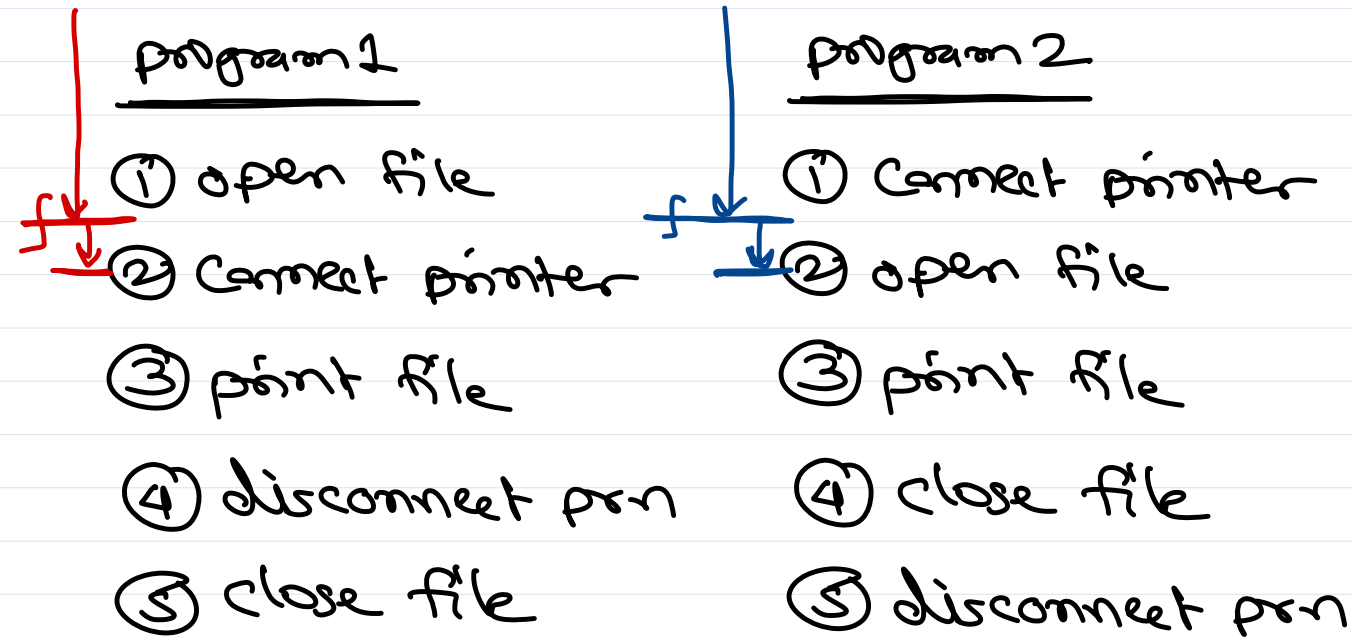 program 1
① open file
② connect printer
③ print file
④ disconnect prn
⑤ close file
program 2
① connect printer
② open file
③ print file
④ close file
⑤ disconnect prn